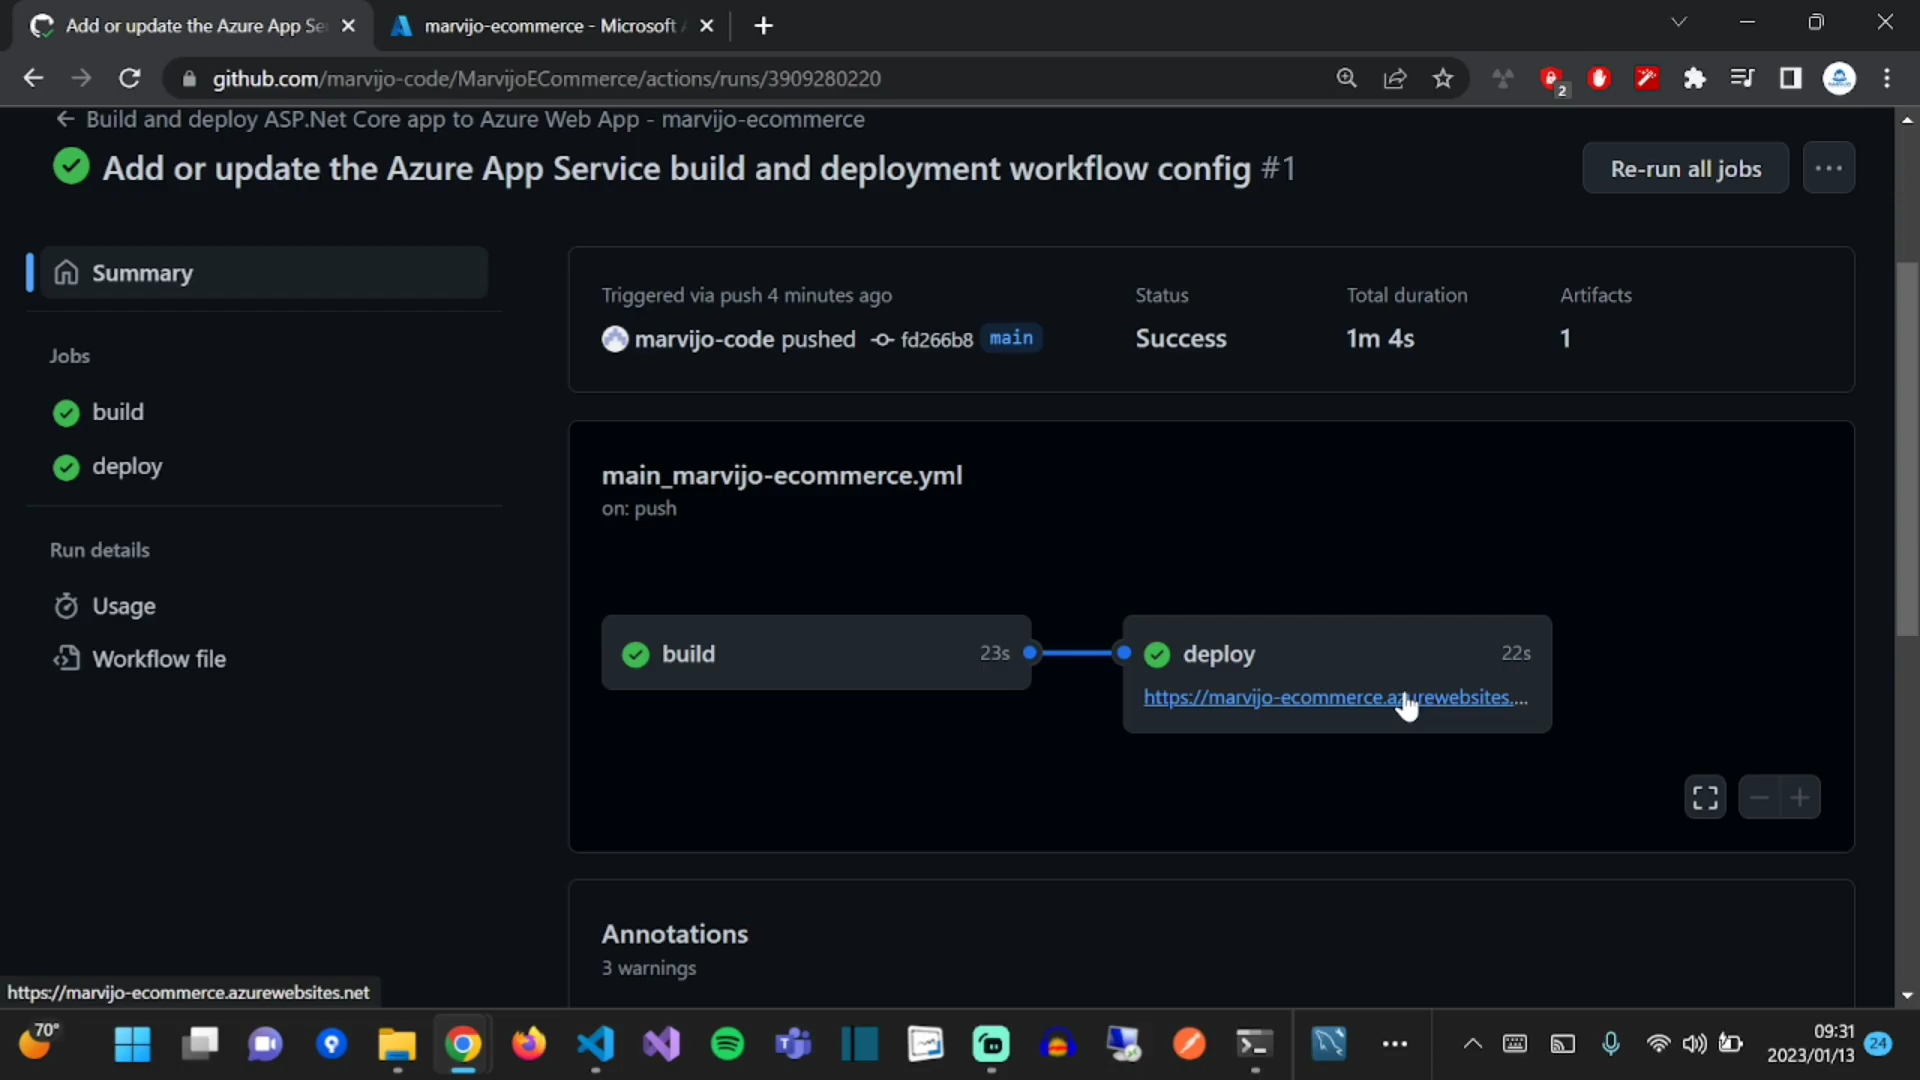 Add or update the Azure App Se
marvijo-ecommerce - Microsoft
github.com/marvijo-code/MarvijoECommerce/actions/runs/3909280220
2
← Build and deploy ASP.Net Core app to Azure Web App - marvijo-ecommerce
Add or update the Azure App Service build and deployment workflow config #1
Re-run all jobs
Summary
Triggered via push 4 minutes ago
Status
Total duration
Artifacts
marvijo-code pushed fd266b8 main
Success
1m 4s
1
Jobs
build
deploy
main_marvijo-ecommerce.yml
on: push
Run details
Usage
Workflow file
build 23s
deploy 22s
https://marvijo-ecommerce.azurewebsites....
Annotations
3 warnings
https://marvijo-ecommerce.azurewebsites.net
70°
09:31
2023/01/13
24